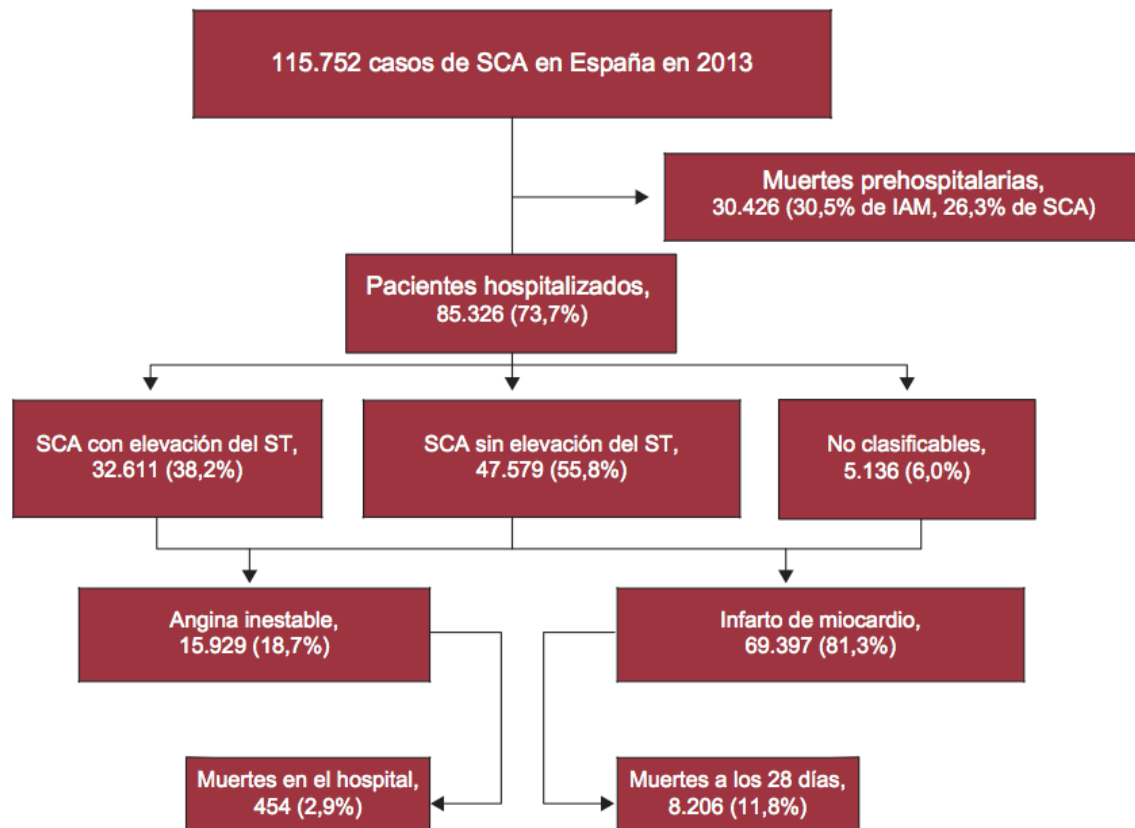 115.752 casos de SCA en España en 2013
Muertes prehospitalarias,
30.426 (30,5% de IAM, 26,3% de SCA)
Pacientes hospitalizados,
85.326 (73,7%)
SCA con elevación del ST,
32.611 (38,2%)
SCA sin elevación del ST,
47.579 (55,8%)
No clasificables,
5.136 (6,0%)
Angina inestable,
15.929 (18,7%)
Infarto de miocardio,
69.397 (81,3%)
Muertes en el hospital,
454 (2,9%)
Muertes a los 28 días,
8.206 (11,8%)